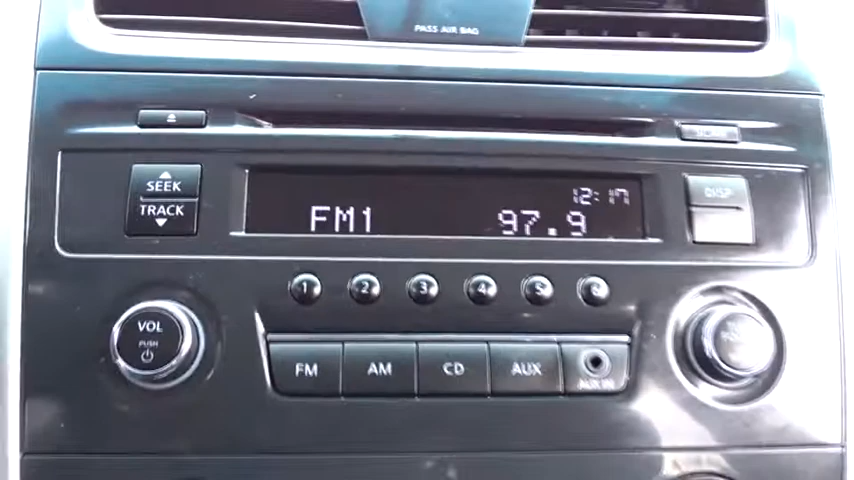 PASS AIR BAG
SCAN
SEEK
TRACK
12:17
FM1 97.9
DISP
1 2 3 4 5 6
VOL
PUSH
FM AM CD AUX
AUX IN